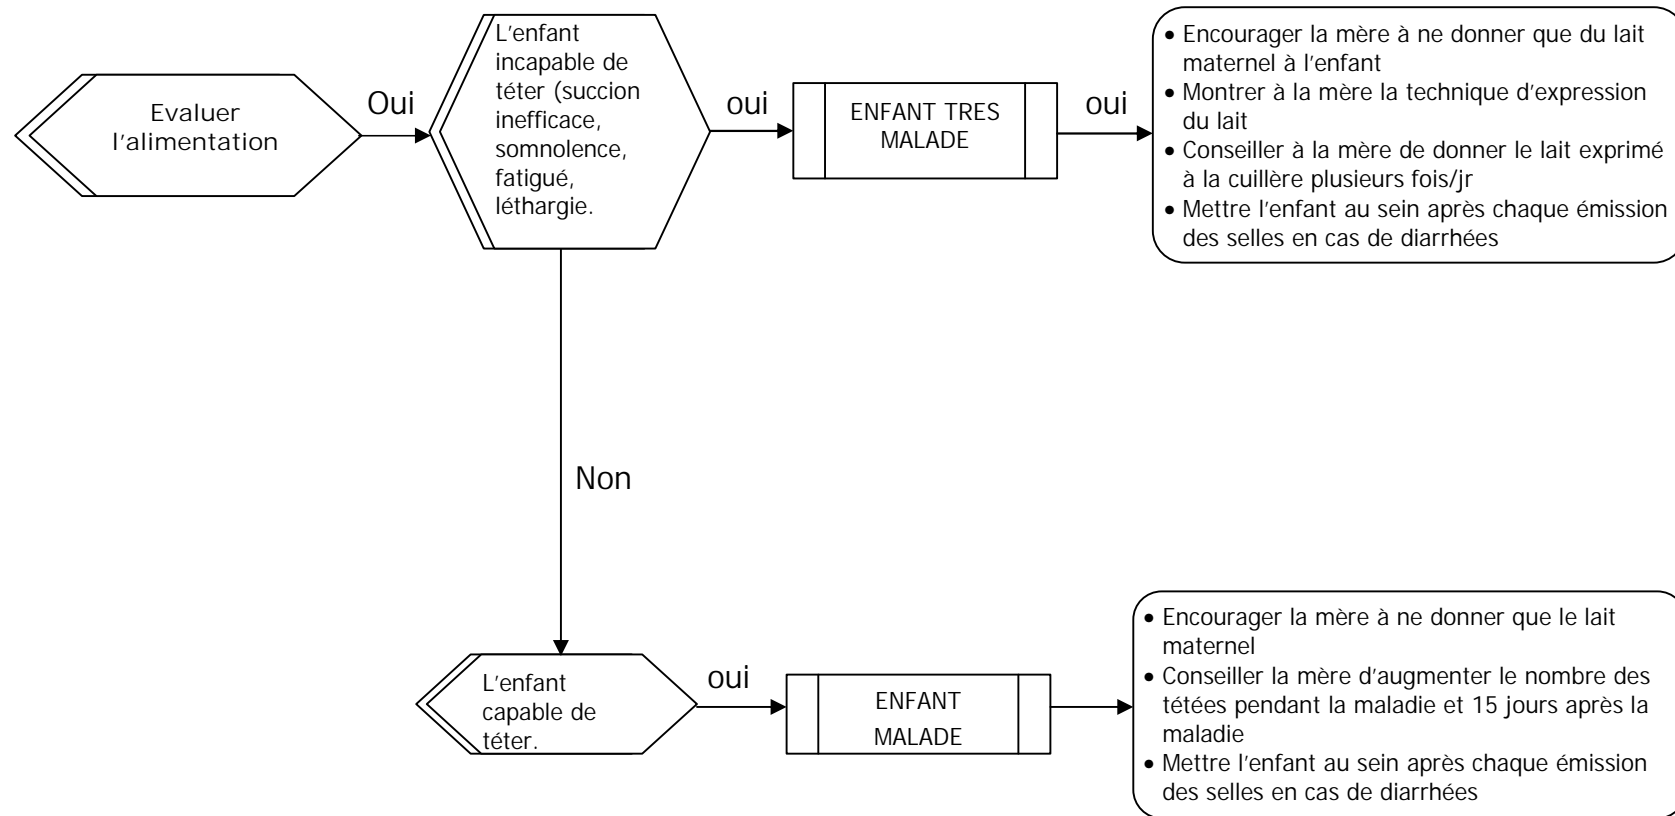 Evaluer
l'alimentation
Oui
L'enfant
incapable de
téter (succion
inefficace,
somnolence,
fatigué,
léthargie.
oui
ENFANT TRES
MALADE
oui
• Encourager la mère à ne donner que du lait
maternel à l'enfant
• Montrer à la mère la technique d'expression
du lait
• Conseiller à la mère de donner le lait exprimé
à la cuillère plusieurs fois/jr
• Mettre l'enfant au sein après chaque émission
des selles en cas de diarrhées
Non
L'enfant
capable de
téter.
oui
ENFANT
MALADE
• Encourager la mère à ne donner que le lait
maternel
• Conseiller la mère d'augmenter le nombre des
tétées pendant la maladie et 15 jours après la
maladie
• Mettre l'enfant au sein après chaque émission
des selles en cas de diarrhées